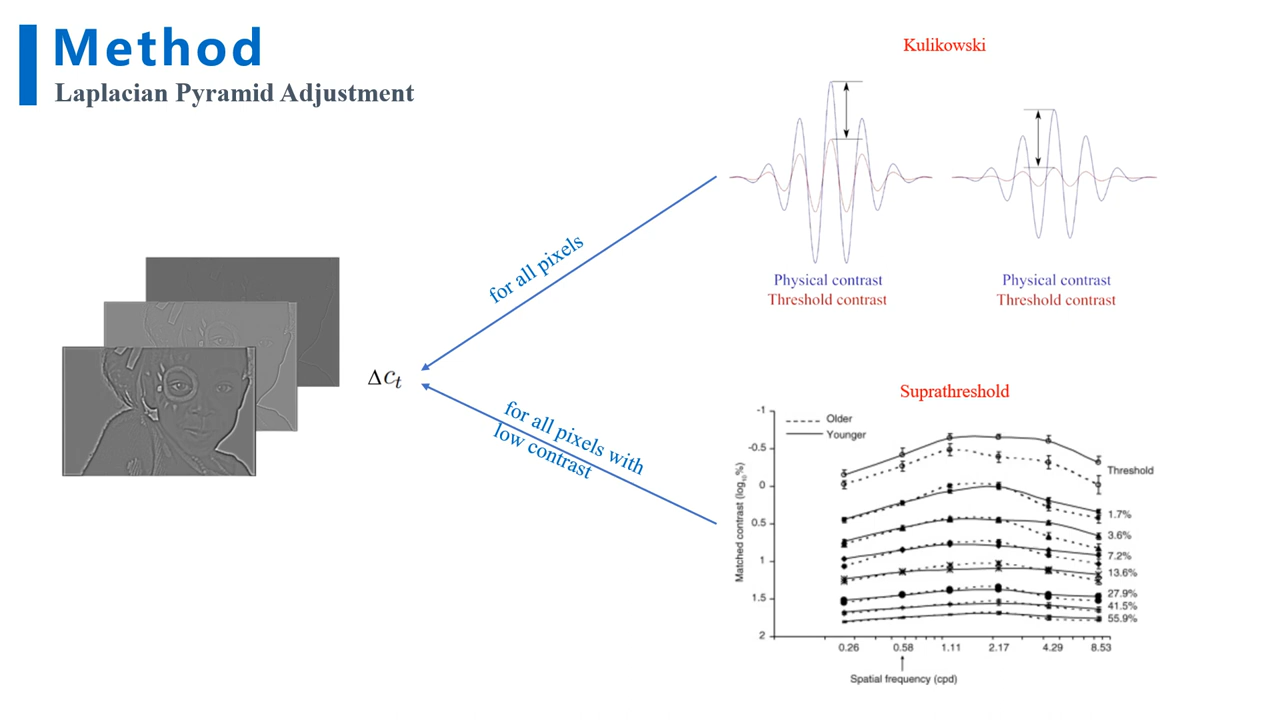 Method
Laplacian Pyramid Adjustment
Kulikowski
Physical contrast
Threshold contrast
Physical contrast
Threshold contrast
for all pixels
Δcₜ
for all pixels with
low contrast
Suprathreshold
Older
Younger
Matched contrast (log₁₀%)
-1
-0.5
0
0.5
1
1.5
2
Threshold
1.7%
3.6%
7.2%
13.6%
27.9%
41.5%
55.9%
0.26
0.58
1.11
2.17
4.29
8.53
Spatial frequency (cpd)